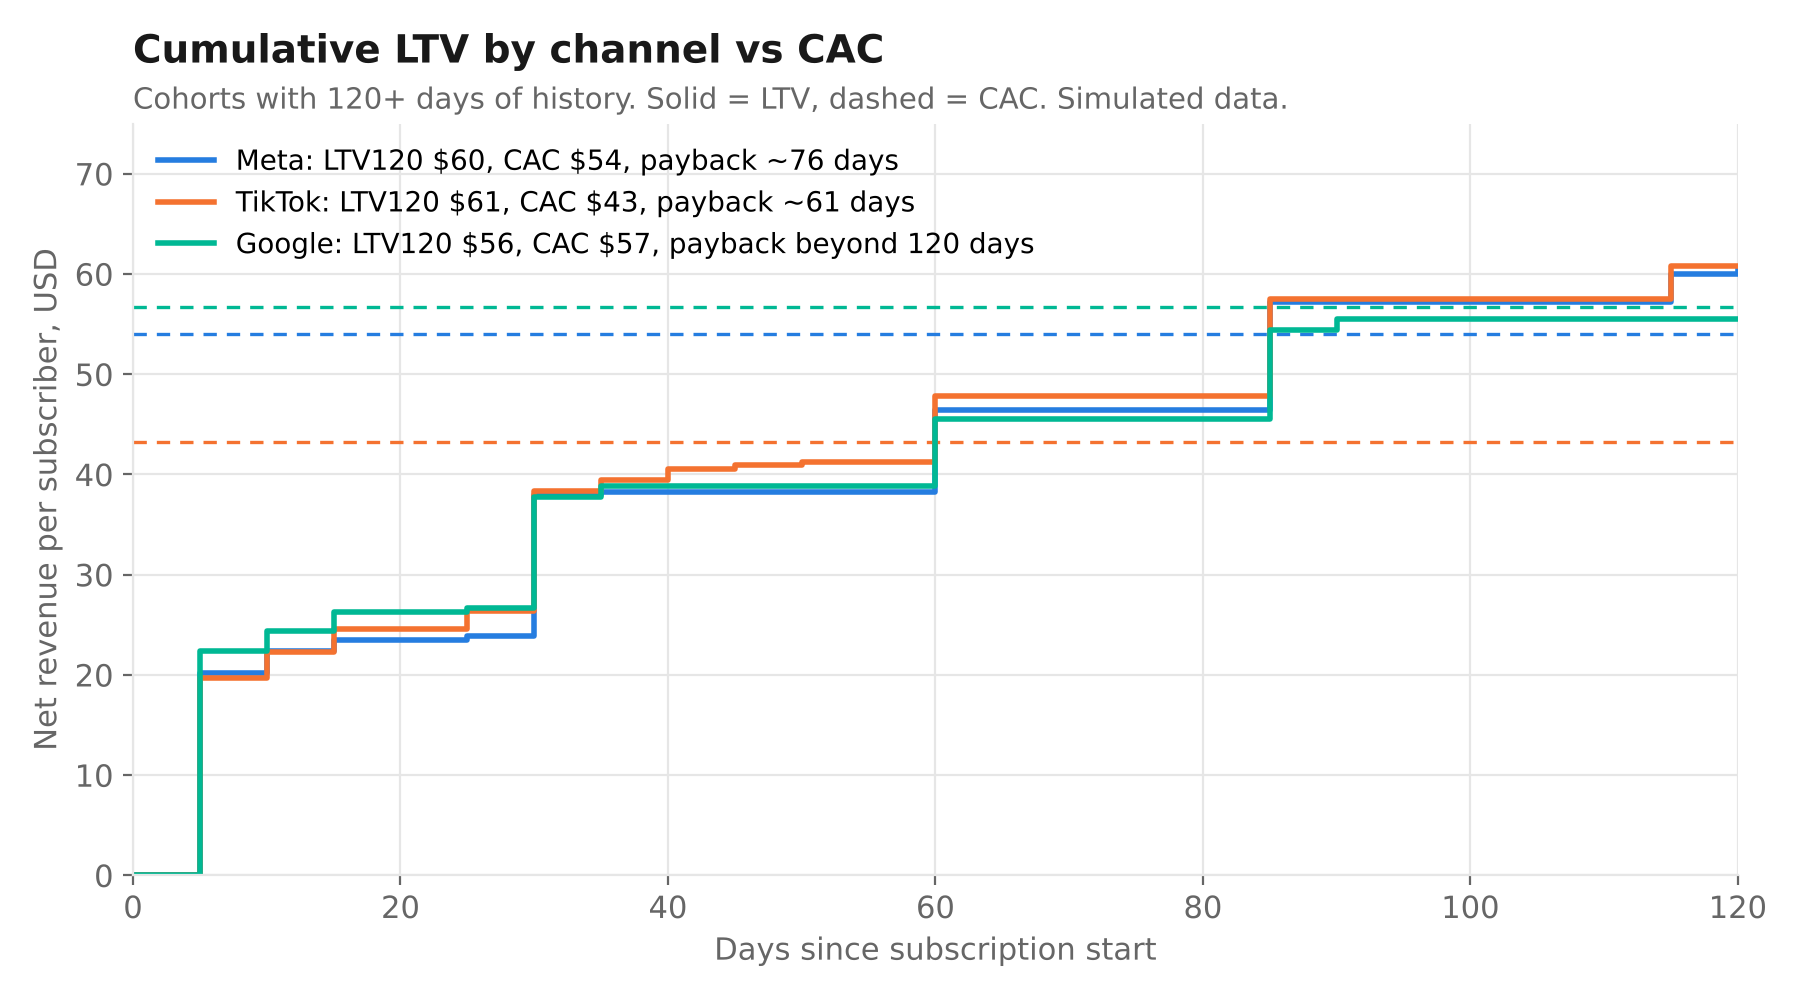 Cumulative LTV by channel vs CAC
Cohorts with 120+ days of history. Solid = LTV, dashed = CAC. Simulated data.
Meta: LTV120 $60, CAC $54, payback ~76 days
TikTok: LTV120 $61, CAC $43, payback ~61 days
Google: LTV120 $56, CAC $57, payback beyond 120 days
Net revenue per subscriber, USD
70
60
50
40
30
20
10
0
0 20 40 60 80 100 120
Days since subscription start